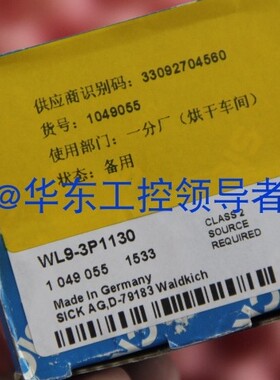 供应商识别码：33092704560
货号：1049055
使用部门：一分厂（烘干车间）
状态：备用
@华东工控领导者
WL9-3P1130
1 049 055 1533
Made in Germany
SICK AG,D-79183 Waldkich
CLASS 2
SOURCE
REQUIRED